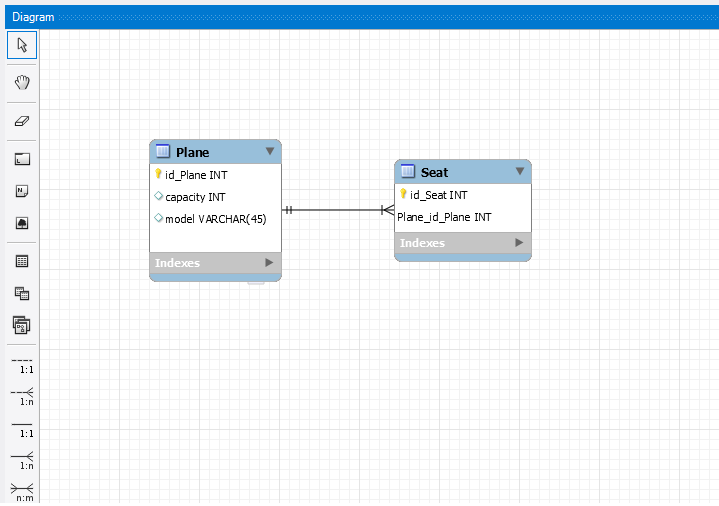 Diagram
Plane
id_Plane INT
capacity INT
model VARCHAR(45)
Indexes
Seat
id_Seat INT
Plane_id_Plane INT
Indexes
1:1
1:n
1:1
1:n
n:m